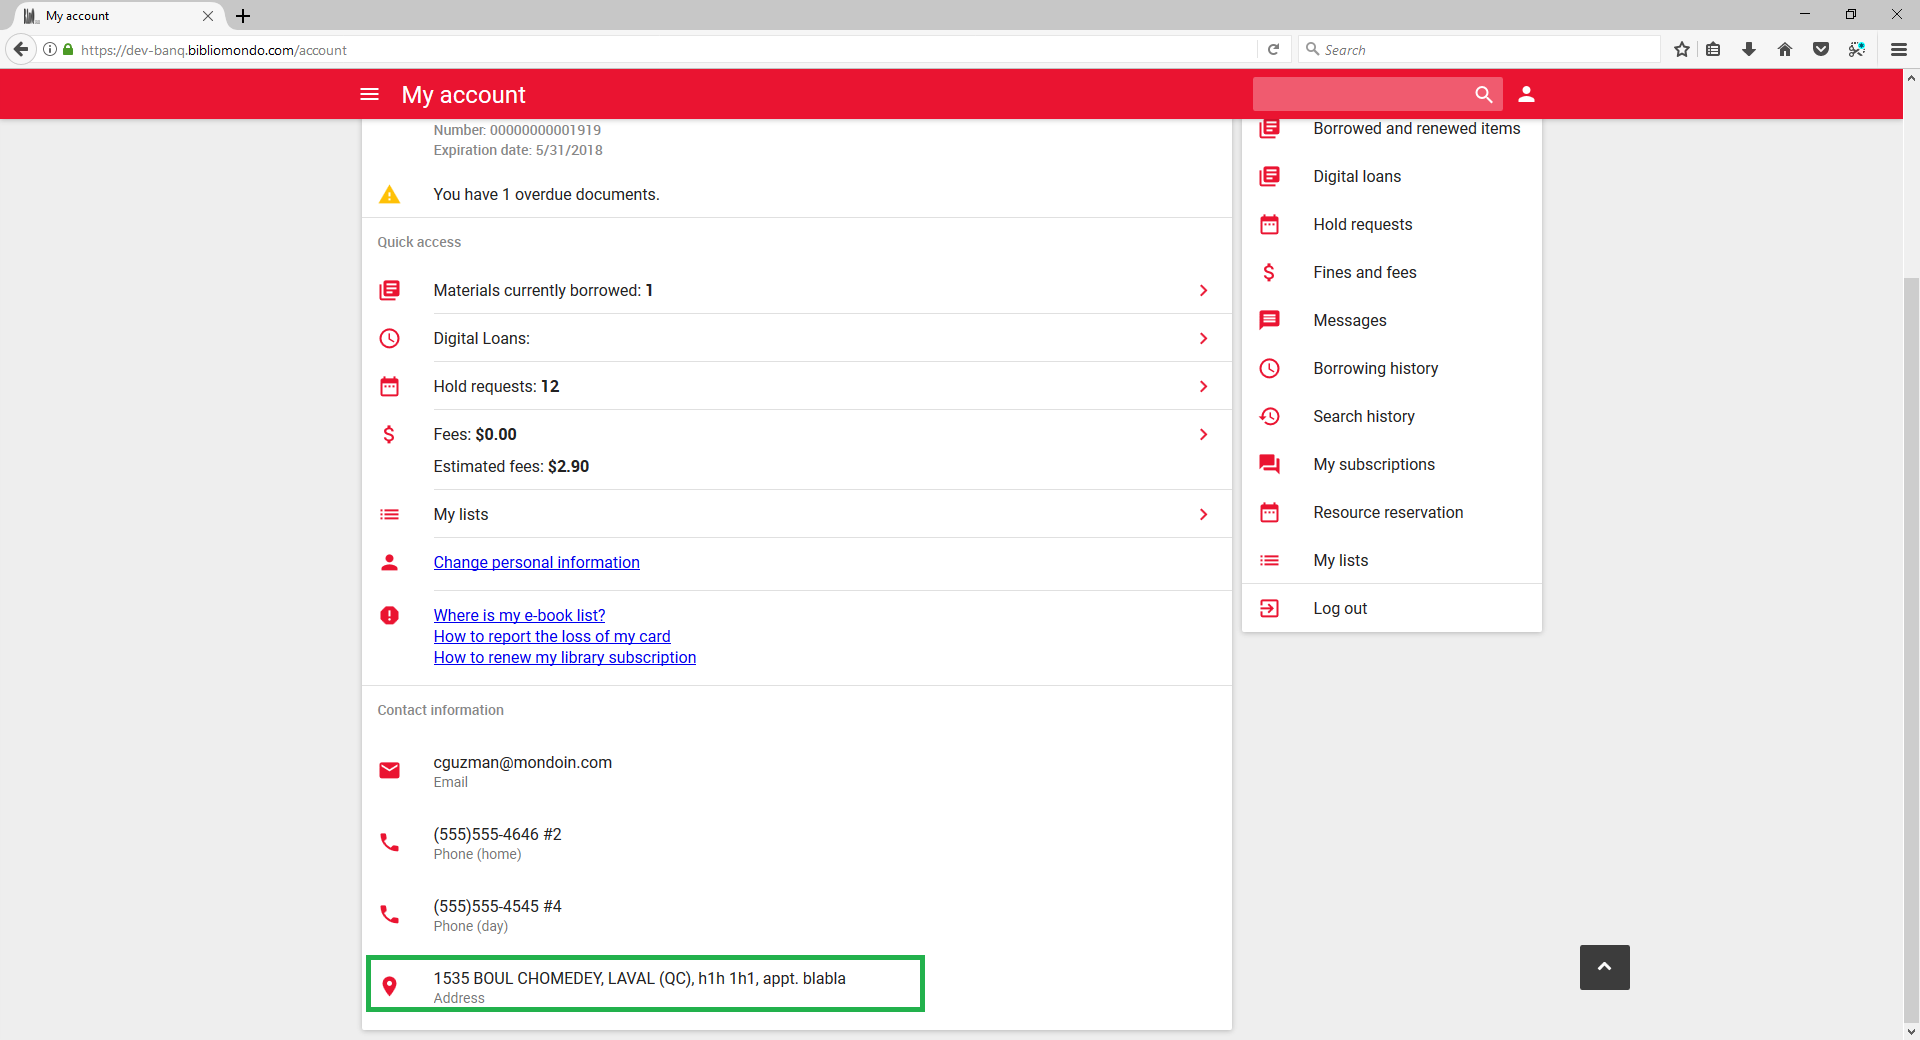 My account
https://dev-banq.bibliomondo.com/account
Search
My account
Number: 00000000001919
Expiration date: 5/31/2018
You have 1 overdue documents.
Quick access
Materials currently borrowed: 1
Digital Loans:
Hold requests: 12
Fees: $0.00
Estimated fees: $2.90
My lists
Change personal information
Where is my e-book list?
How to report the loss of my card
How to renew my library subscription
Contact information
cguzman@mondoin.com
Email
(555)555-4646 #2
Phone (home)
(555)555-4545 #4
Phone (day)
1535 BOUL CHOMEDEY, LAVAL (QC), h1h 1h1, appt. blabla
Address
Borrowed and renewed items
Digital loans
Hold requests
Fines and fees
Messages
Borrowing history
Search history
My subscriptions
Resource reservation
My lists
Log out